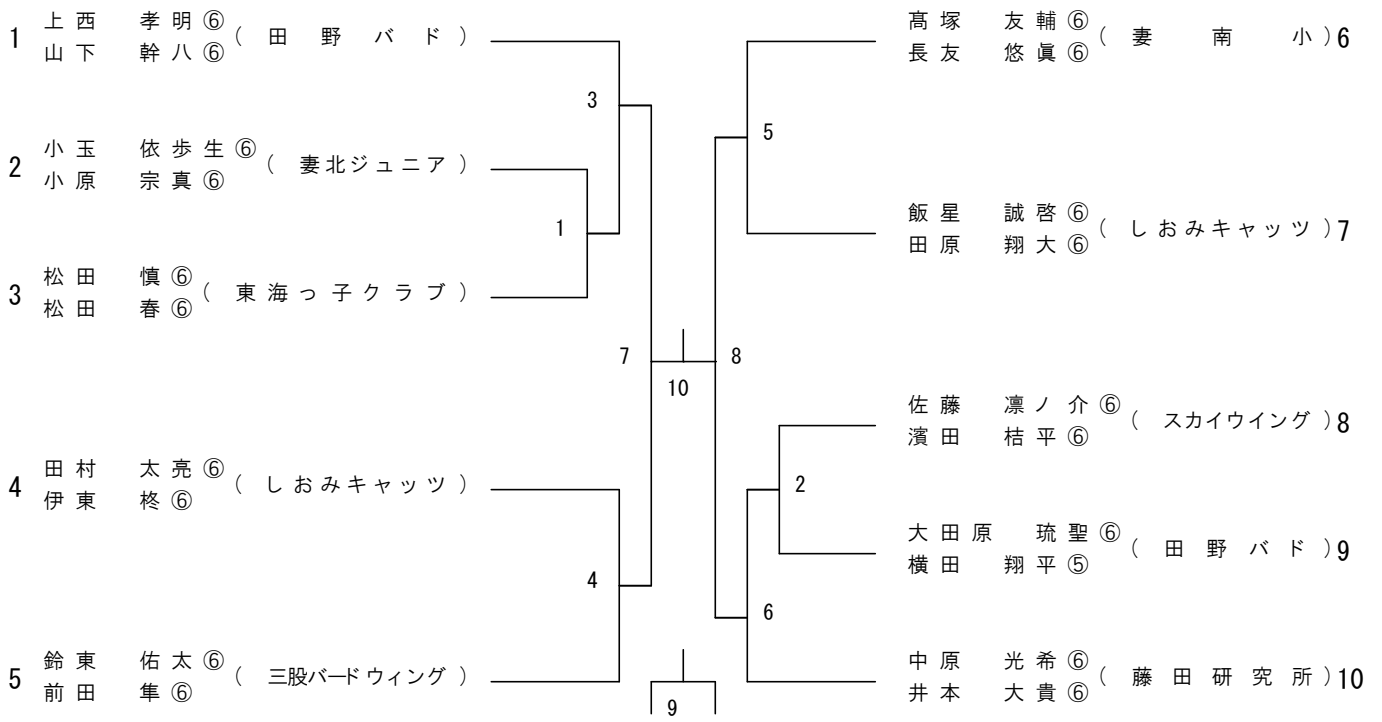 1 上西 孝明⑥ (田野バド)
山下 幹八⑥
2 小玉 依歩生⑥ (妻北ジュニア)
小原 宗真⑥
3 松田 慎⑥ (東海っ子クラブ)
松田 春⑥
4 田村 太亮⑥ (しおみキャッツ)
伊東 柊⑥
5 鈴東 佑太⑥ (三股バードウィング)
前田 隼⑥
3
1
7
4
10
9
8
5
2
6
髙塚 友輔⑥ (妻南小) 6
長友 悠眞⑥
飯星 誠啓⑥ (しおみキャッツ) 7
田原 翔大⑥
佐藤 凛ノ介⑥ (スカイウイング) 8
濱田 桔平⑥
大田原 琉聖⑥ (田野バド) 9
横田 翔平⑤
中原 光希⑥ (藤田研究所) 10
井本 大貴⑥